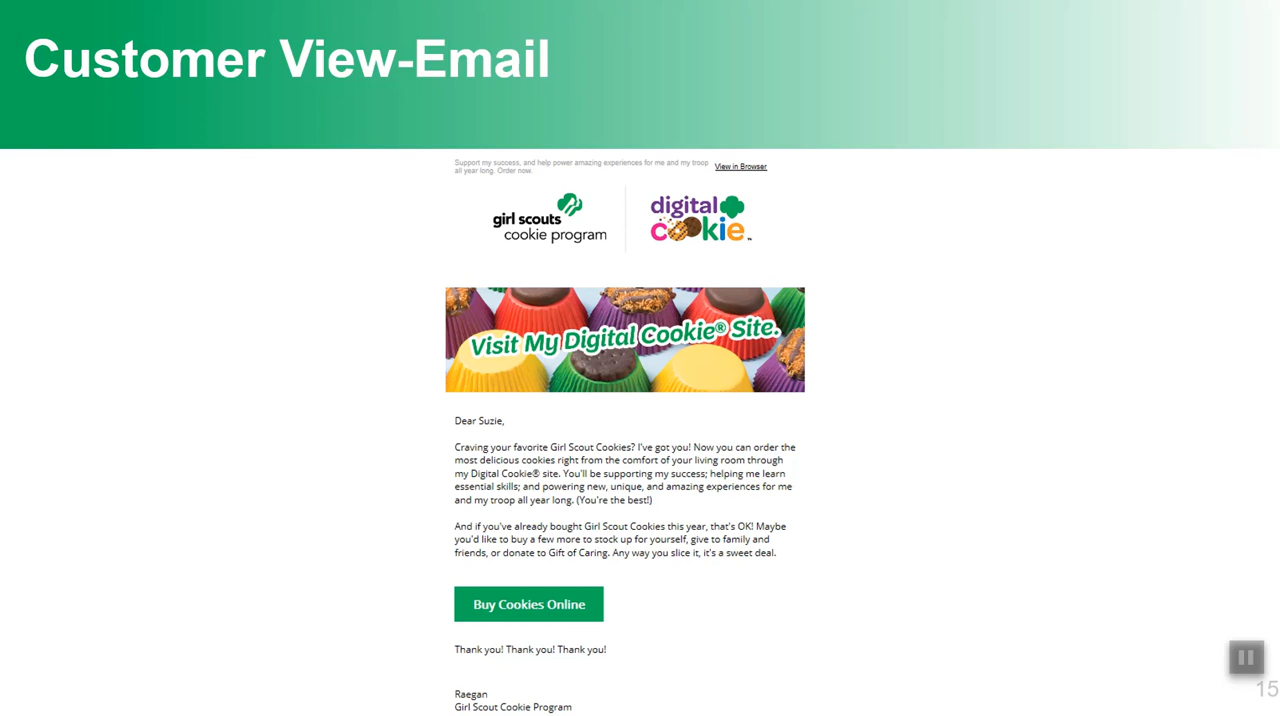 Customer View-Email
Support my success, and help power amazing experiences for me and my troop
all year long. Order now.
View in Browser
girl scouts
cookie program
digital
cookie™
Visit My Digital Cookie® Site.
Dear Suzie,
Craving your favorite Girl Scout Cookies? I've got you! Now you can order the
most delicious cookies right from the comfort of your living room through
my Digital Cookie® site. You'll be supporting my success; helping me learn
essential skills; and powering new, unique, and amazing experiences for me
and my troop all year long. (You're the best!)
And if you've already bought Girl Scout Cookies this year, that's OK! Maybe
you'd like to buy a few more to stock up for yourself, give to family and
friends, or donate to Gift of Caring. Any way you slice it, it's a sweet deal.
Buy Cookies Online
Thank you! Thank you! Thank you!
Raegan
Girl Scout Cookie Program
15